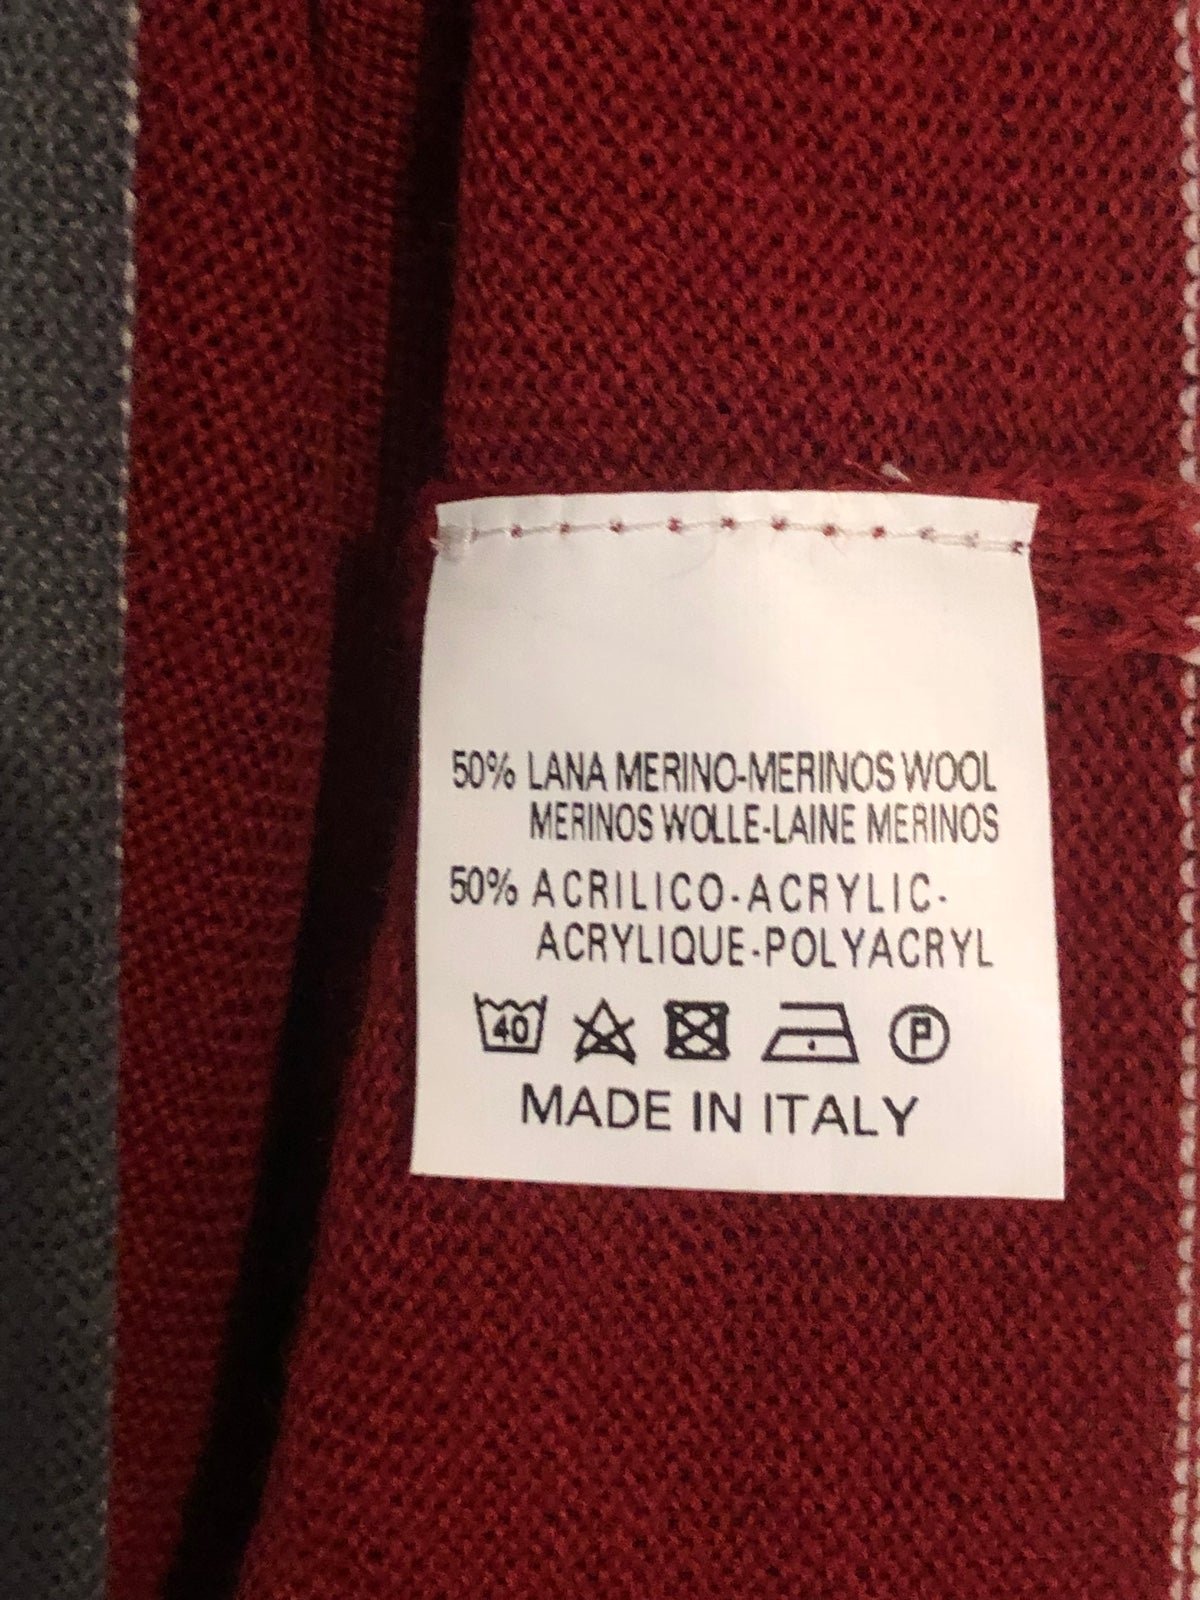 50% LANA MERINO-MERINOS WOOL
MERINOS WOLLE-LAINE MERINOS
50% ACRILICO-ACRYLIC-
ACRYLIQUE-POLYACRYL
40 P
MADE IN ITALY